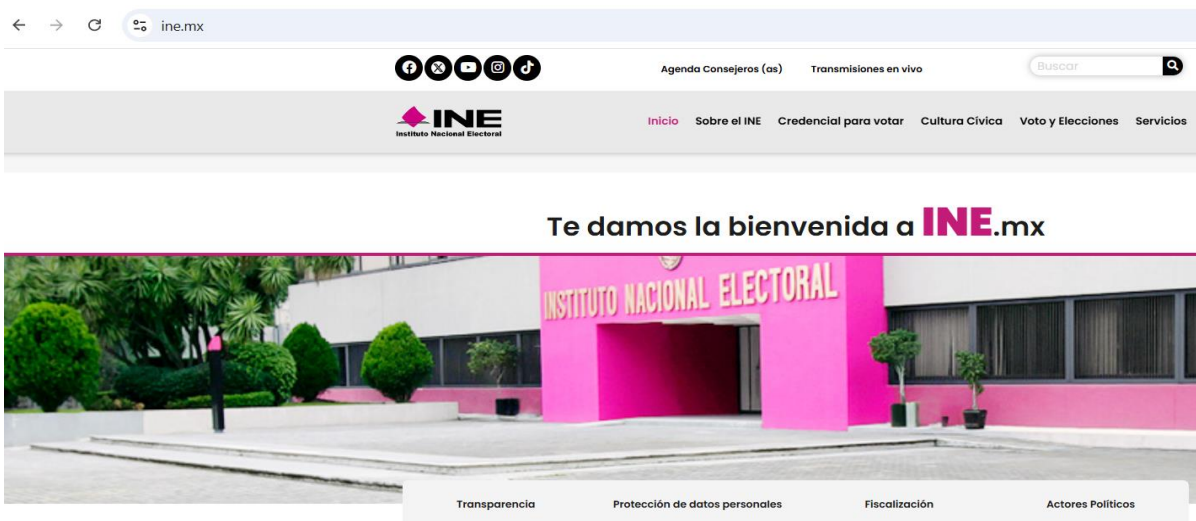 ine.mx
Agenda Consejeros (as) Transmisiones en vivo Buscar
INE
Instituto Nacional Electoral
Inicio Sobre el INE Credencial para votar Cultura Cívica Voto y Elecciones Servicios
Te damos la bienvenida a INE.mx
INSTITUTO NACIONAL ELECTORAL
Transparencia Protección de datos personales Fiscalización Actores Políticos